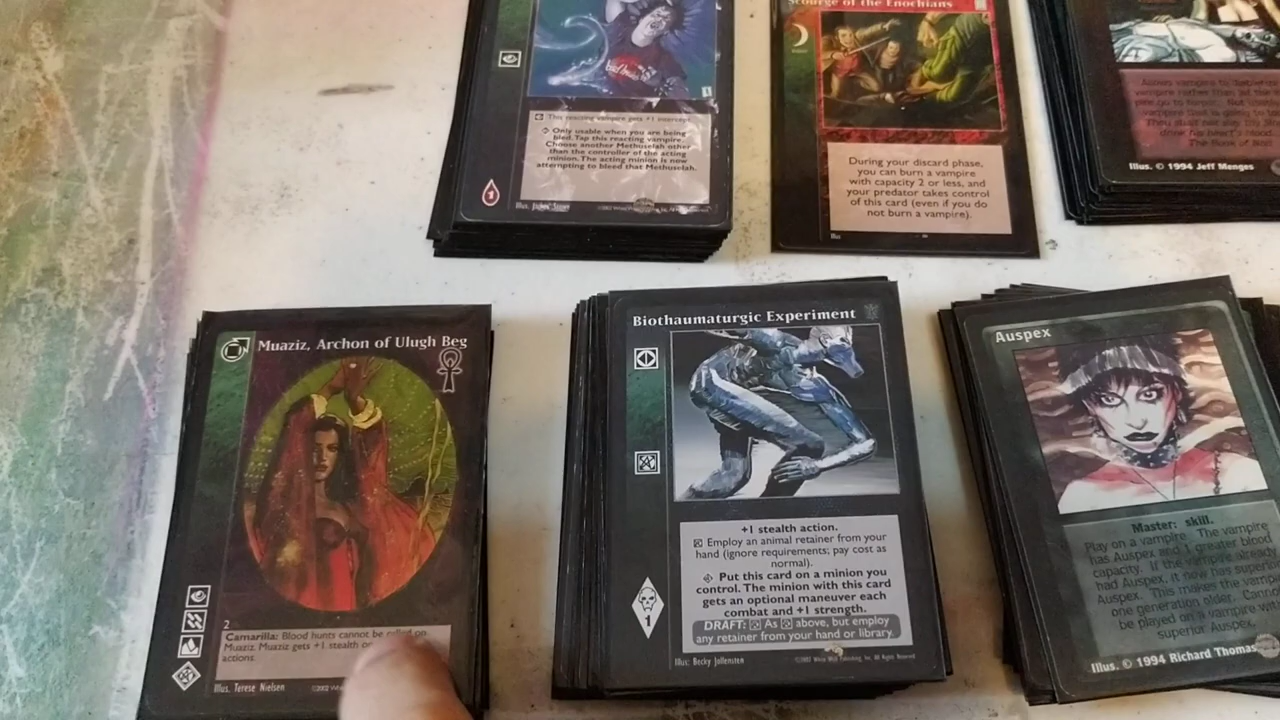 This reacting vampire gets +1 intercept.
Only usable when you are being
bled. Tap this reacting vampire.
Choose another Methuselah other
than the controller of the acting
minion. The acting minion is now
attempting to bleed that Methuselah.
1
Illus.
Scourge of the Enochians
During your discard phase,
you can burn a vampire
with capacity 2 or less, and
your predator takes control
of this card (even if you do
not burn a vampire).
Illus. © 1994 Jeff Menges
Muaziz, Archon of Ulugh Beg
2
Camarilla: Blood hunts cannot be called on
Muaziz. Muaziz gets +1 stealth
actions.
Illus. Terese Nielsen
Biothaumaturgic Experiment
+1 stealth action.
Employ an animal retainer from your
hand (ignore requirements; pay cost as
normal).
Put this card on a minion you
control. The minion with this card
gets an optional maneuver each
combat and +1 strength.
DRAFT: As above, but employ
any retainer from your hand or library.
1
Illus: Becky Jollensten
©2002 White Wolf Publishing, Inc. All Rights Reserved
Auspex
Master: skill.
Play on a vampire. The vampire
has Auspex and 1 greater blood
capacity. If the vampire already
had Auspex, it now has superior
Auspex. This makes the vampire
one generation older. Cannot
be played on a vampire with
superior Auspex.
Illus. © 1994 Richard Thomas